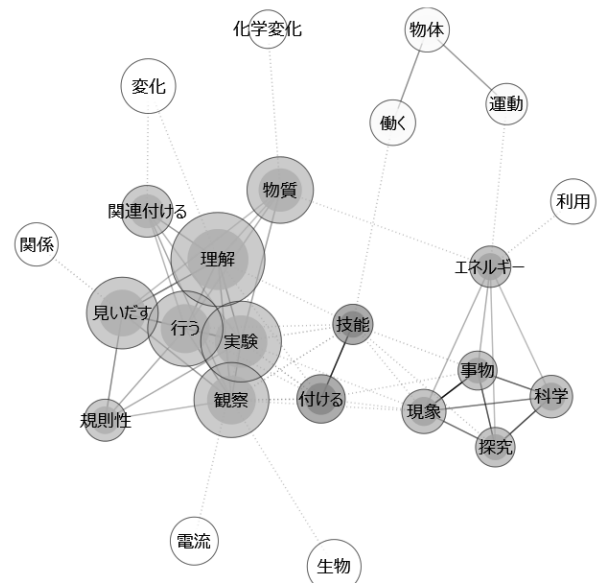 化学変化
物体
変化
運動
働く
物質
利用
関連付ける
関係
理解
エネルギー
見いだす
行う
技能
実験
事物
観察
付ける
科学
規則性
現象
探究
電流
生物